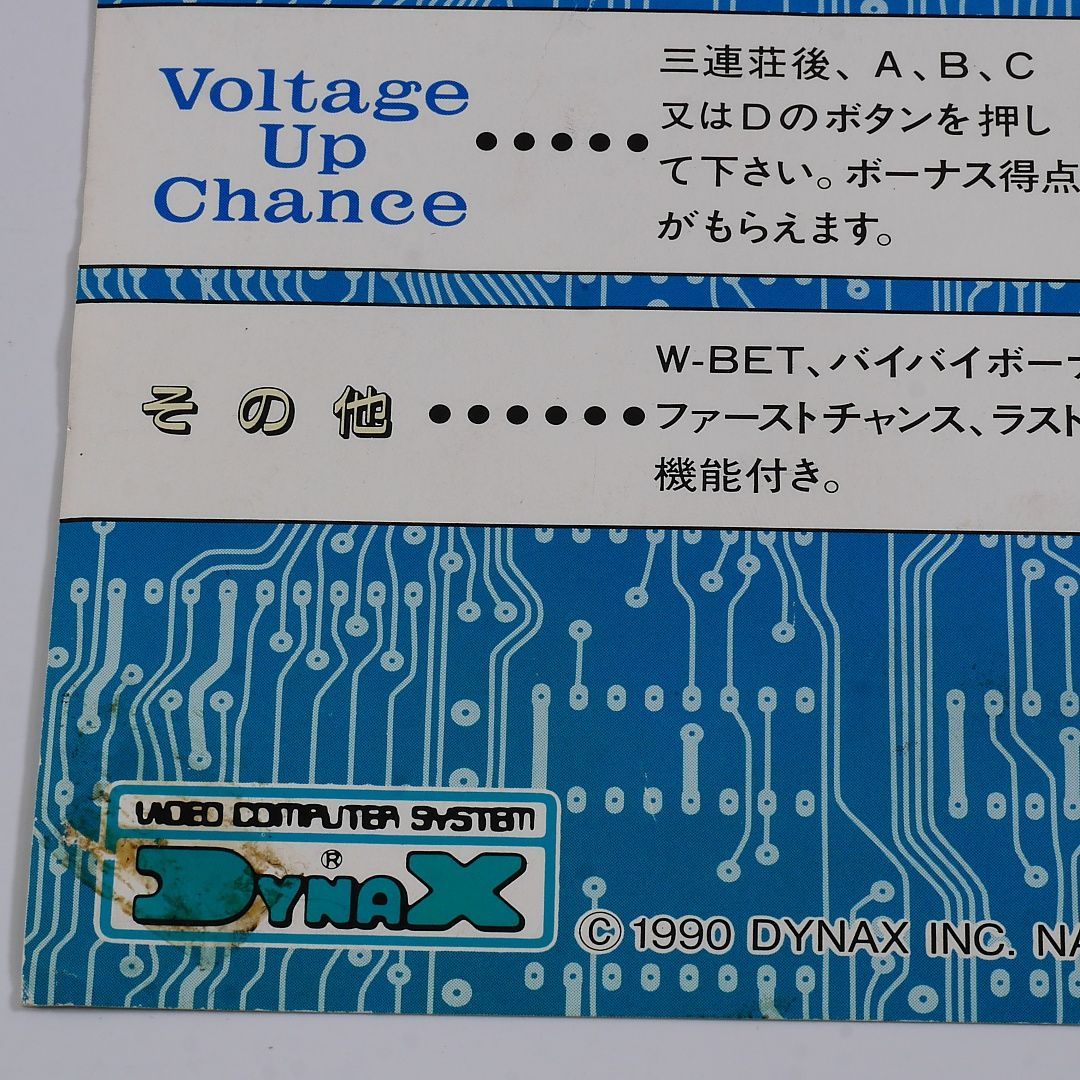 Voltage
Up
Chance
三連荘後、A、B、C
又はDのボタンを押し
て下さい。ボーナス得点
がもらえます。
その他
W-BET、バイバイボー
ファーストチャンス、ラスト
機能付き。
VIDEO COMPUTER SYSTEM
DYNAX®
©1990 DYNAX INC. NA